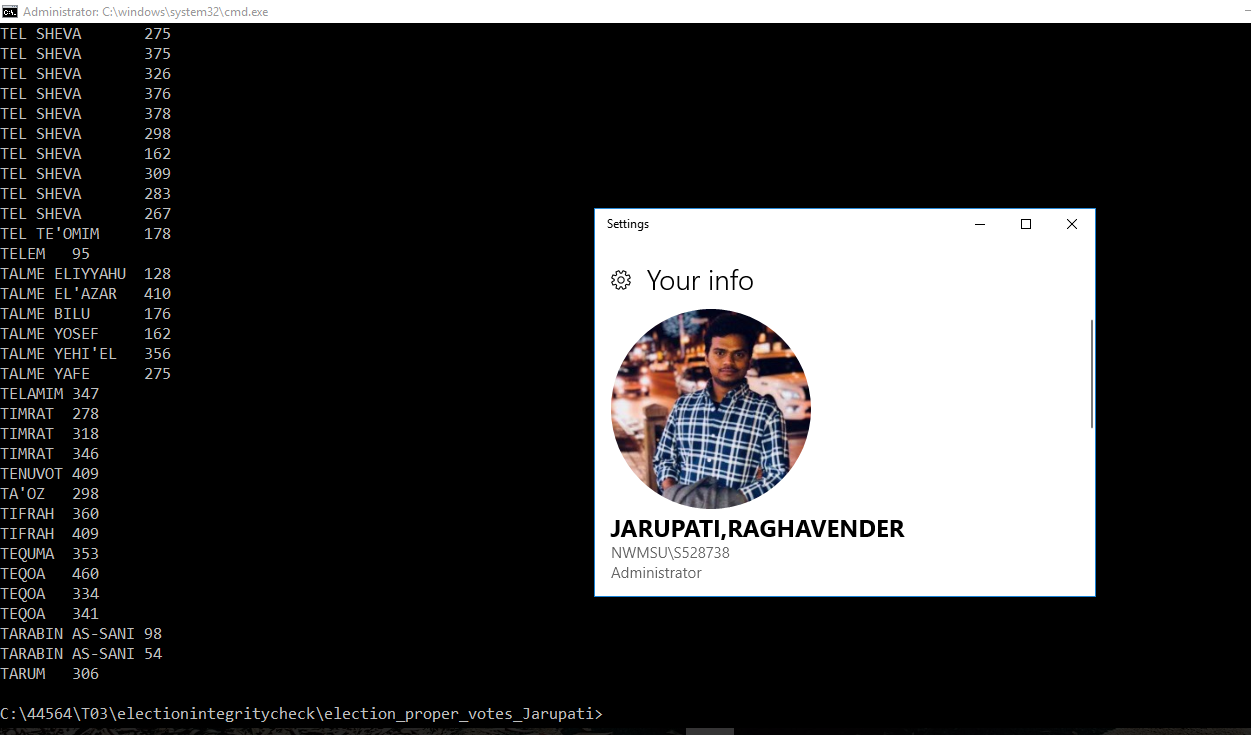 Administrator: C:\windows\system32\cmd.exe
TEL SHEVA 275
TEL SHEVA 375
TEL SHEVA 326
TEL SHEVA 376
TEL SHEVA 378
TEL SHEVA 298
TEL SHEVA 162
TEL SHEVA 309
TEL SHEVA 283
TEL SHEVA 267
TEL TE'OMIM 178
TELEM 95
TALME ELIYYAHU 128
TALME EL'AZAR 410
TALME BILU 176
TALME YOSEF 162
TALME YEHI'EL 356
TALME YAFE 275
TELAMIM 347
TIMRAT 278
TIMRAT 318
TIMRAT 346
TENUVOT 409
TA'OZ 298
TIFRAH 360
TIFRAH 409
TEQUMA 353
TEQOA 460
TEQOA 334
TEQOA 341
TARABIN AS-SANI 98
TARABIN AS-SANI 54
TARUM 306
C:\44564\T03\electionintegritycheck\election_proper_votes_Jarupati>
Settings
Your info
JARUPATI,RAGHAVENDER
NWMSU\S528738
Administrator